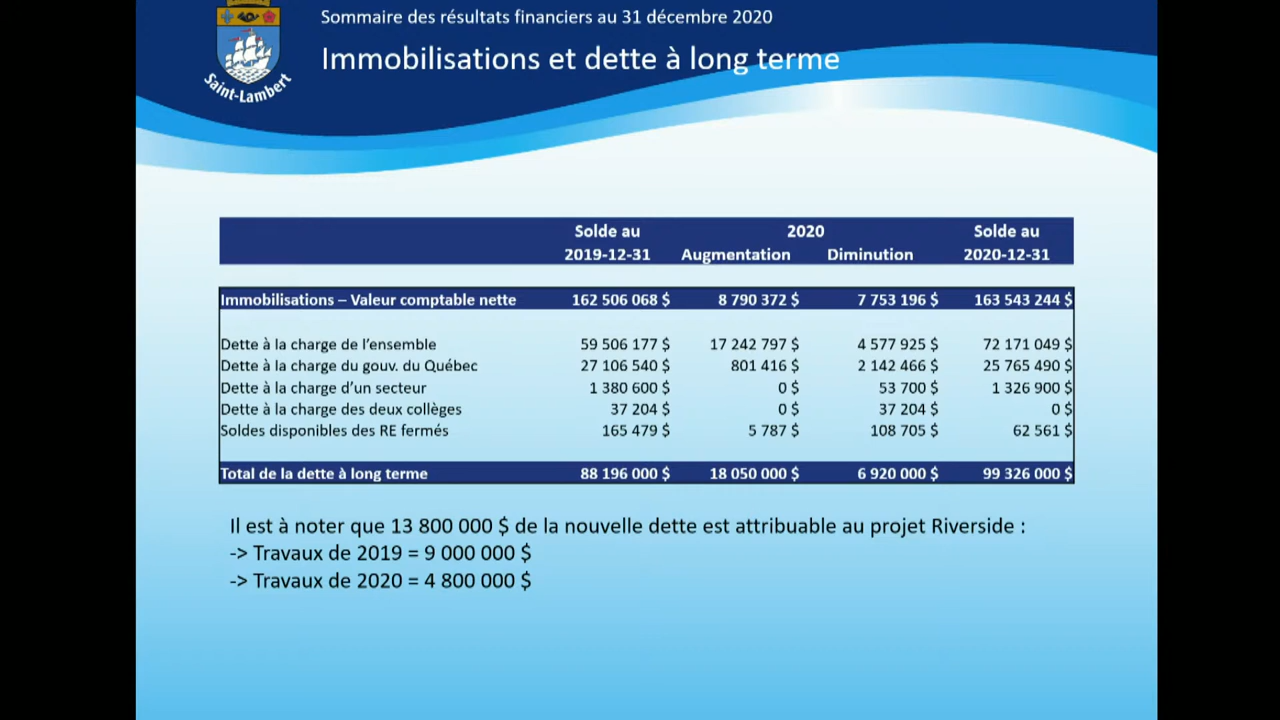 Sommaire des résultats financiers au 31 décembre 2020
Immobilisations et dette à long terme
Saint-Lambert
Solde au 2020 Solde au
2019-12-31 Augmentation Diminution 2020-12-31
Immobilisations – Valeur comptable nette 162 506 068 $ 8 790 372 $ 7 753 196 $ 163 543 244 $
Dette à la charge de l'ensemble 59 506 177 $ 17 242 797 $ 4 577 925 $ 72 171 049 $
Dette à la charge du gouv. du Québec 27 106 540 $ 801 416 $ 2 142 466 $ 25 765 490 $
Dette à la charge d'un secteur 1 380 600 $ 0 $ 53 700 $ 1 326 900 $
Dette à la charge des deux collèges 37 204 $ 0 $ 37 204 $ 0 $
Soldes disponibles des RE fermés 165 479 $ 5 787 $ 108 705 $ 62 561 $
Total de la dette à long terme 88 196 000 $ 18 050 000 $ 6 920 000 $ 99 326 000 $
Il est à noter que 13 800 000 $ de la nouvelle dette est attribuable au projet Riverside :
-> Travaux de 2019 = 9 000 000 $
-> Travaux de 2020 = 4 800 000 $